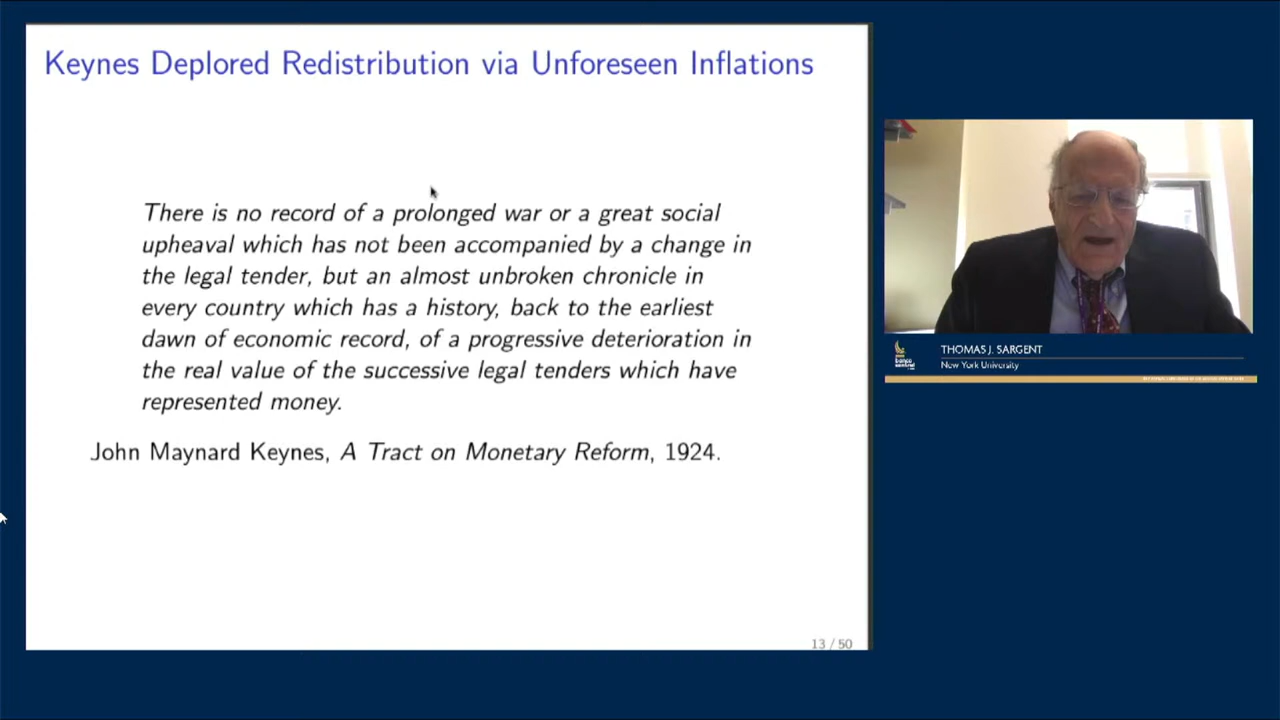 Keynes Deplored Redistribution via Unforeseen Inflations
There is no record of a prolonged war or a great social
upheaval which has not been accompanied by a change in
the legal tender, but an almost unbroken chronicle in
every country which has a history, back to the earliest
dawn of economic record, of a progressive deterioration in
the real value of the successive legal tenders which have
represented money.
John Maynard Keynes, A Tract on Monetary Reform, 1924.
13 / 50
THOMAS J. SARGENT
New York University